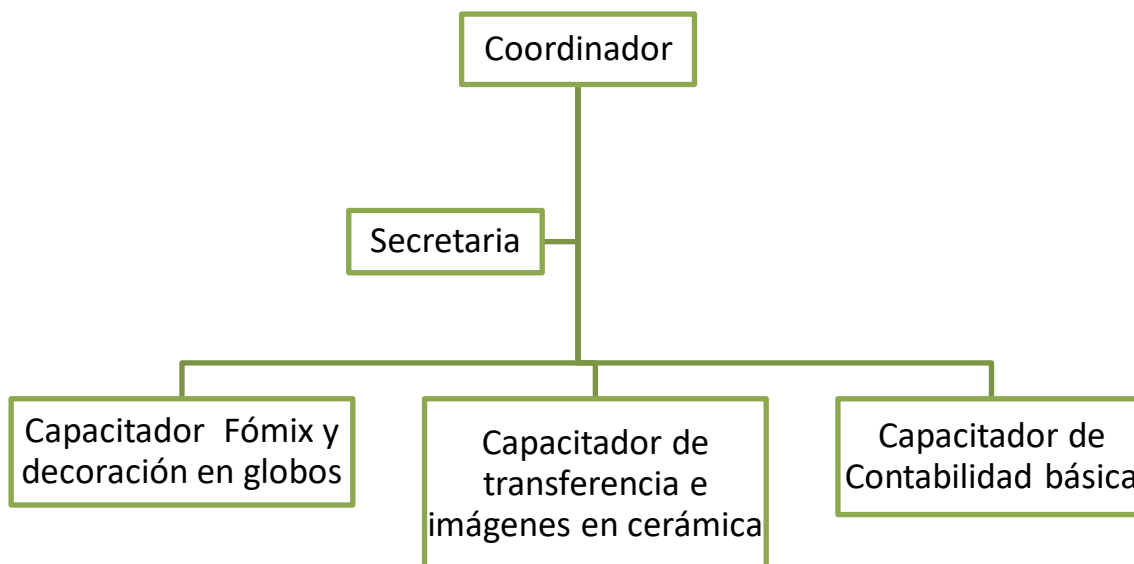 Coordinador
Secretaria
Capacitador Fómix y
decoración en globos
Capacitador de
transferencia e
imágenes en cerámica
Capacitador de
Contabilidad básica